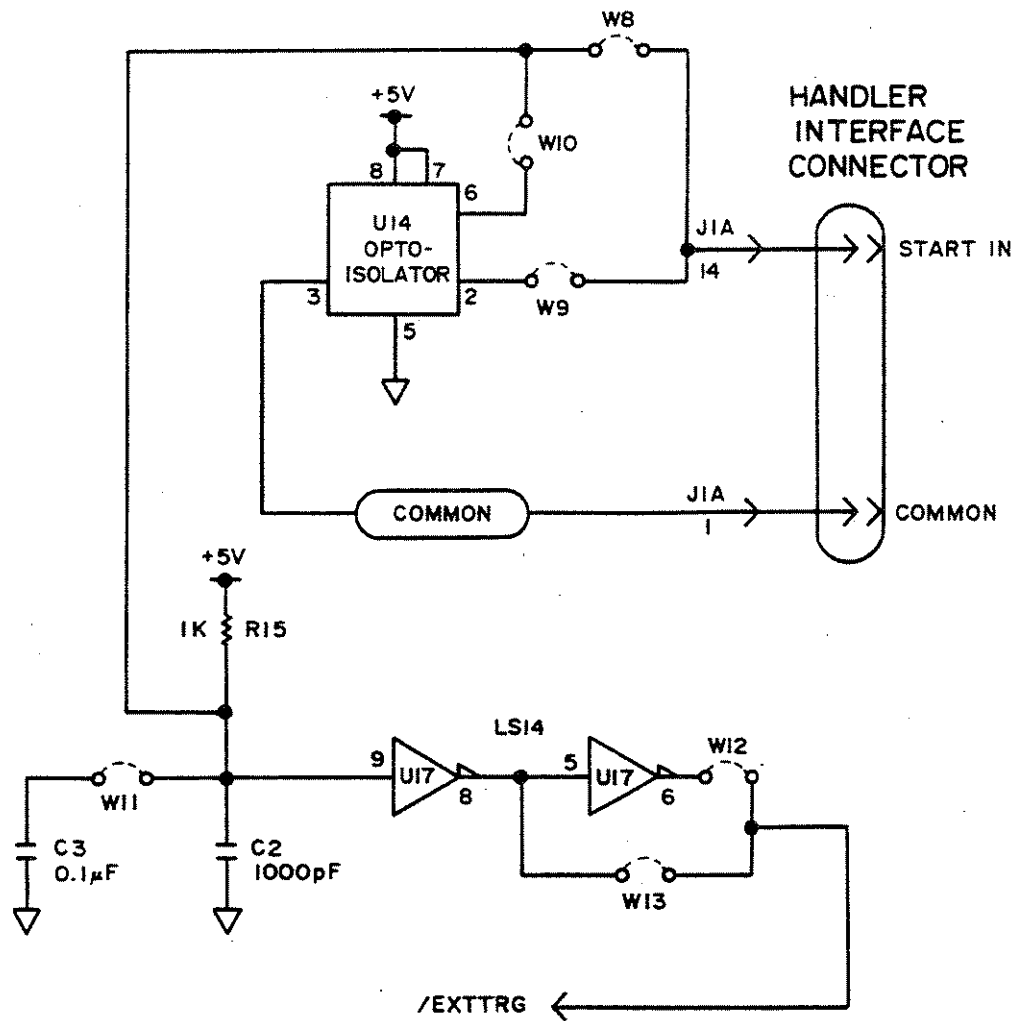 W8
+5V
HANDLER
INTERFACE
CONNECTOR
W10
8
7
6
U14
OPTO-
ISOLATOR
J1A
START IN
14
3
2
W9
5
J1A
COMMON
COMMON
1
+5V
1K
R15
LS14
9
U17
8
5
U17
6
W12
W11
C3
0.1µF
C2
1000pF
W13
/EXTTRG